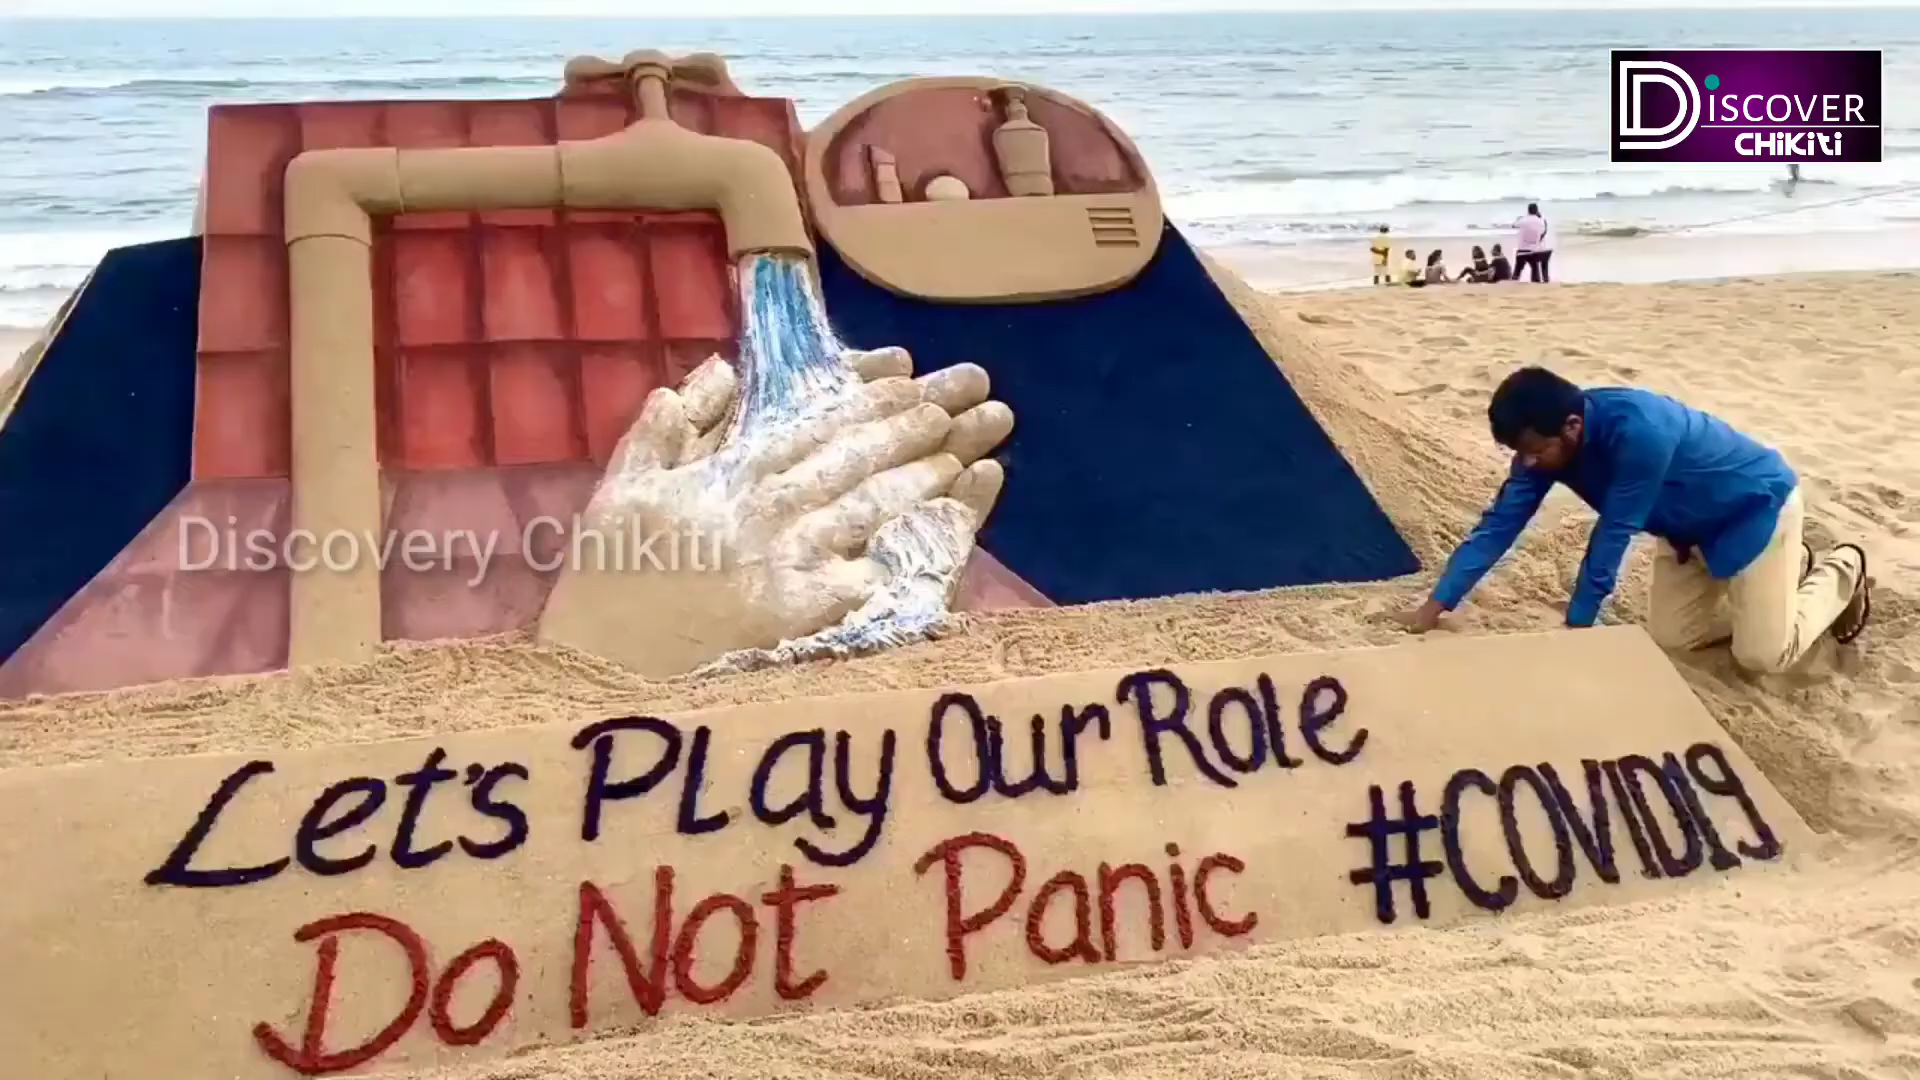 DISCOVER
CHiKiTi
Discovery Chikiti
Let's Play Our Role
Do Not Panic #COVID19